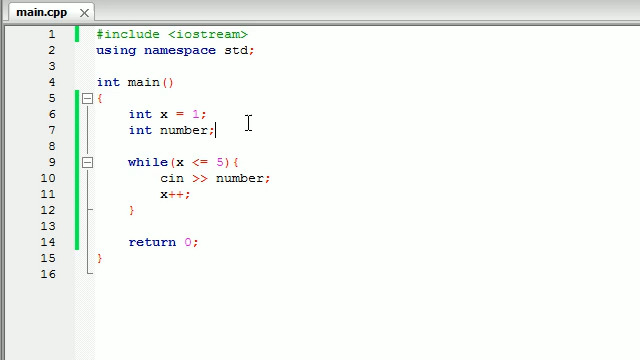 main.cpp
1 #include <iostream>
2 using namespace std;
3
4 int main()
5 {
6 int x = 1;
7 int number;
8
9 while(x <= 5){
10 cin >> number;
11 x++;
12 }
13
14 return 0;
15 }
16